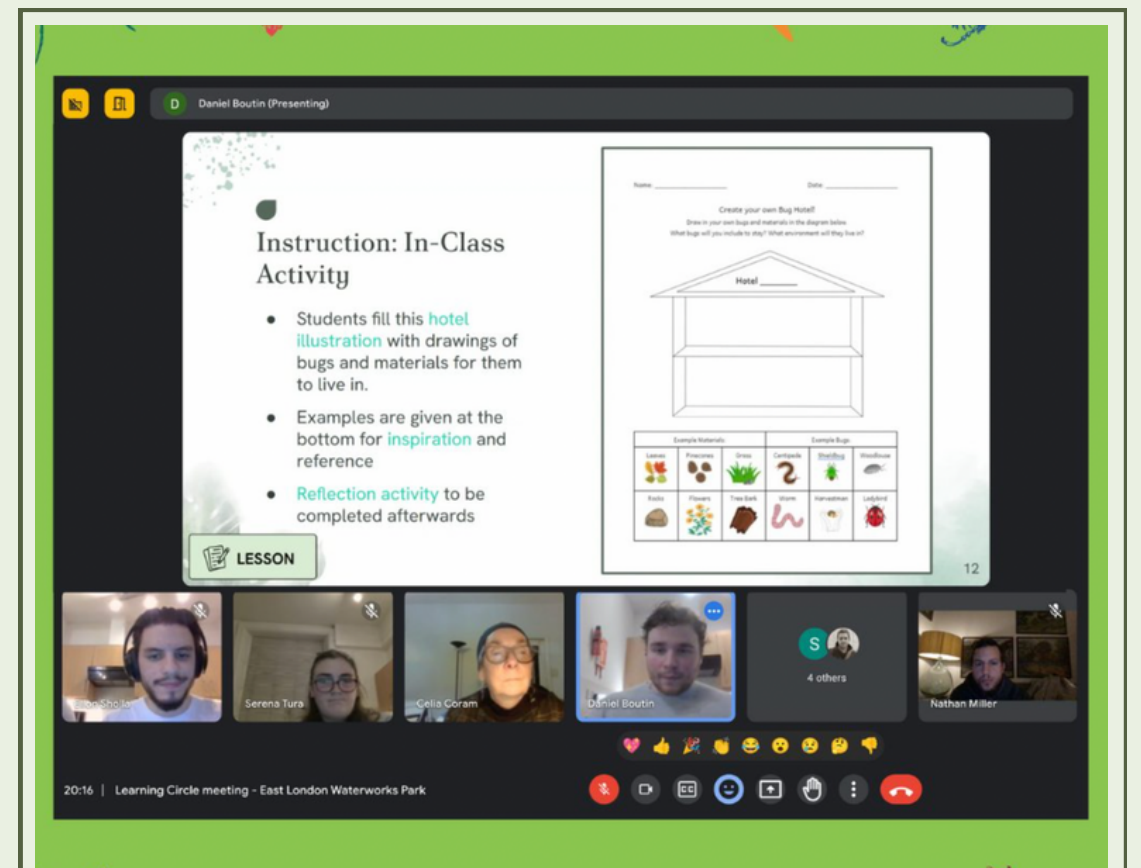 D Daniel Boutin (Presenting)
Instruction: In-Class
Activity
● Students fill this hotel
illustration with drawings of
bugs and materials for them
to live in.
● Examples are given at the
bottom for inspiration and
reference
● Reflection activity to be
completed afterwards
LESSON
Name: Date:
Create your own Bug Hotel!
Draw in your own bugs and materials in the diagram below
What bugs will you include to stay? What environment will they live in?
Hotel
Example Materials Example Bugs
Leaves Pinecones Grass Centipede Shieldbug Woodlouse
Rocks Flowers Tree Bark Worm Harvestman Ladybird
12
Serena Tura
Celia Coram
Daniel Boutin
S
4 others
Nathan Miller
20:16 | Learning Circle meeting - East London Waterworks Park
CC